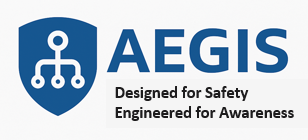 AEGIS
Designed for Safety
Engineered for Awareness